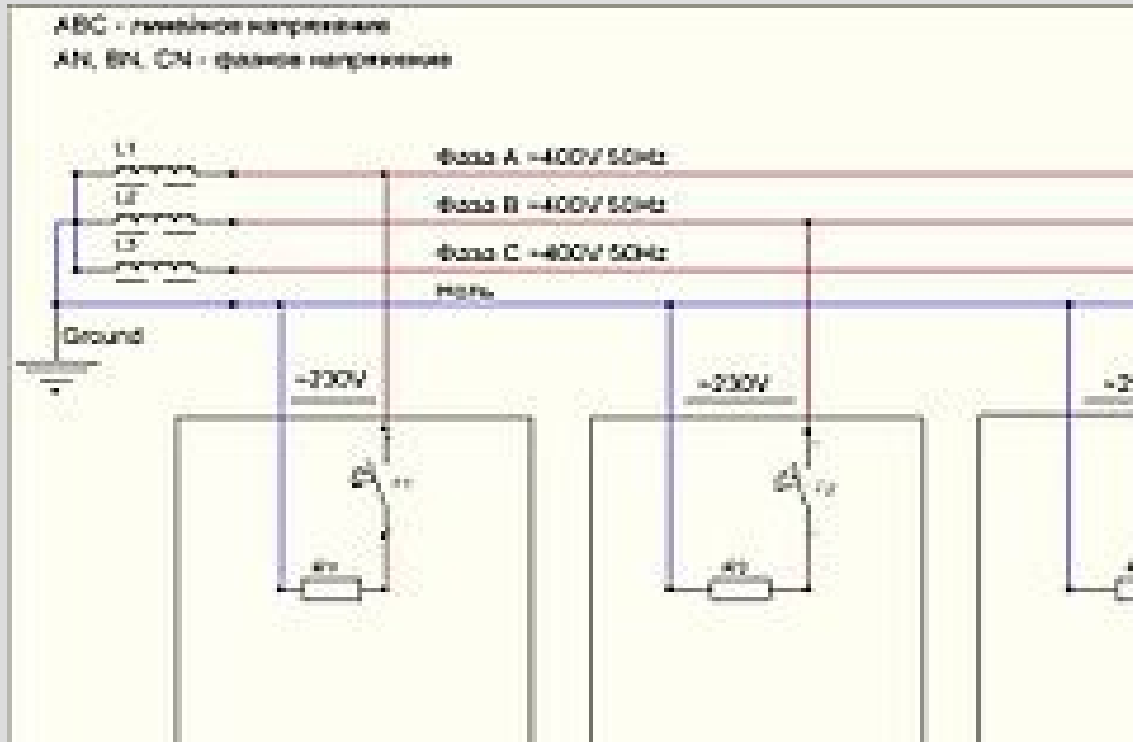 ABC - линейное напряжение
AN, BN, CN - фазное напряжение
L1
Фаза A ~400V 50Hz
L2
Фаза B ~400V 50Hz
L3
Фаза C ~400V 50Hz
Ноль
Ground
~230V
~230V